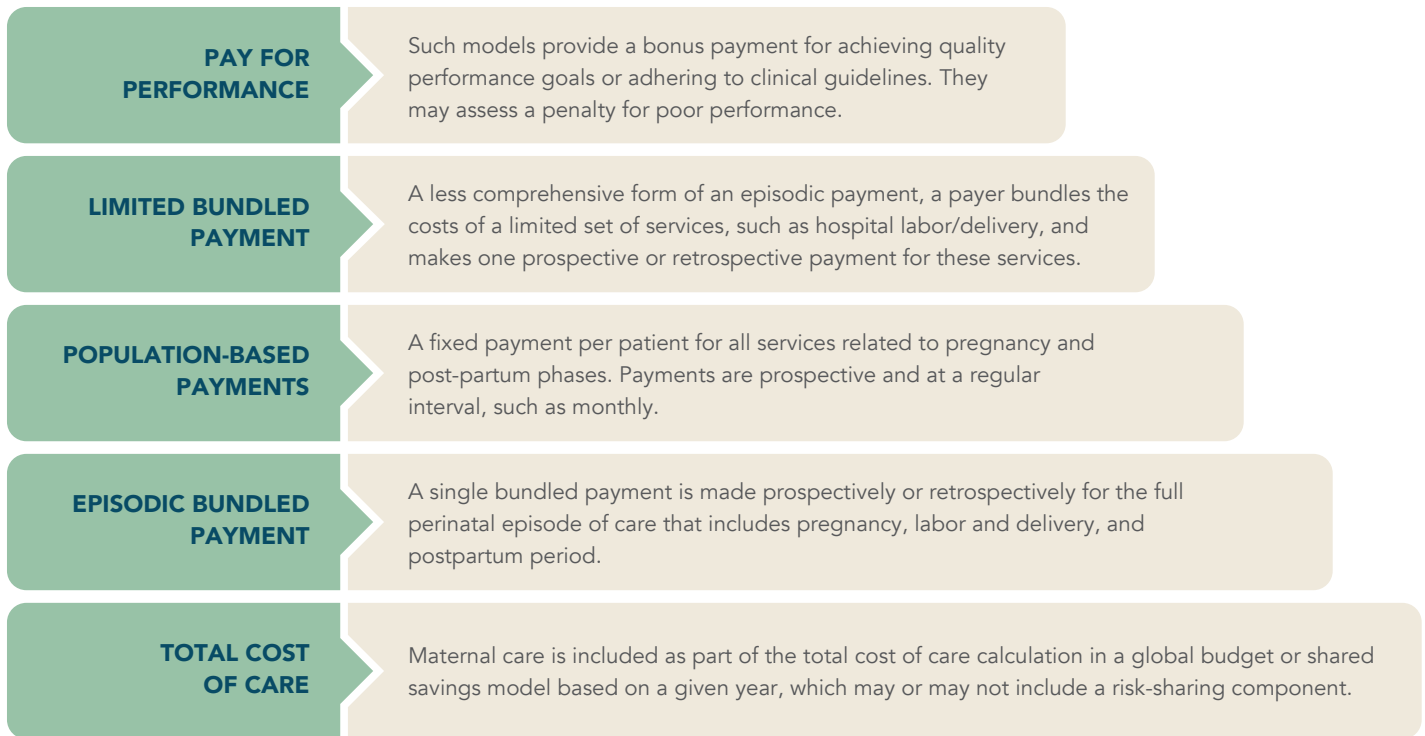 PAY FOR
PERFORMANCE
Such models provide a bonus payment for achieving quality
performance goals or adhering to clinical guidelines. They
may assess a penalty for poor performance.
LIMITED BUNDLED
PAYMENT
A less comprehensive form of an episodic payment, a payer bundles the
costs of a limited set of services, such as hospital labor/delivery, and
makes one prospective or retrospective payment for these services.
POPULATION-BASED
PAYMENTS
A fixed payment per patient for all services related to pregnancy and
post-partum phases. Payments are prospective and at a regular
interval, such as monthly.
EPISODIC BUNDLED
PAYMENT
A single bundled payment is made prospectively or retrospectively for the full
perinatal episode of care that includes pregnancy, labor and delivery, and
postpartum period.
TOTAL COST
OF CARE
Maternal care is included as part of the total cost of care calculation in a global budget or shared
savings model based on a given year, which may or may not include a risk-sharing component.